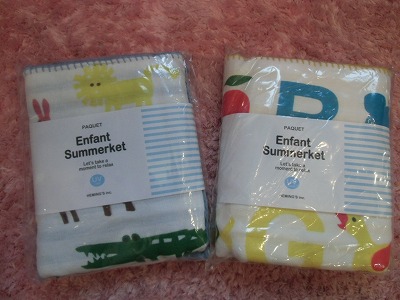 PAQUET
Enfant
Summerket
Let's take a
moment to relax
PAQUET
Enfant
Summerket
Let's take a
moment to relax
B